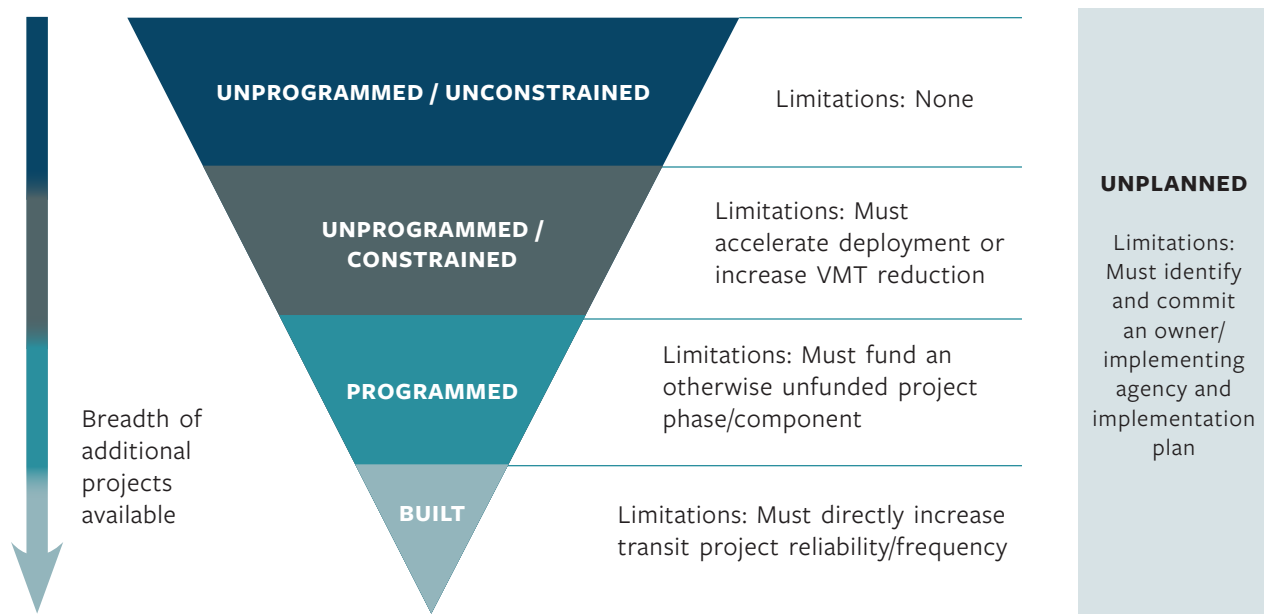 UNPROGRAMMED / UNCONSTRAINED
Limitations: None
UNPROGRAMMED /
CONSTRAINED
Limitations: Must
accelerate deployment or
increase VMT reduction
PROGRAMMED
Limitations: Must fund an
otherwise unfunded project
phase/component
BUILT
Limitations: Must directly increase
transit project reliability/frequency
Breadth of
additional
projects
available
UNPLANNED
Limitations:
Must identify
and commit
an owner/
implementing
agency and
implementation
plan